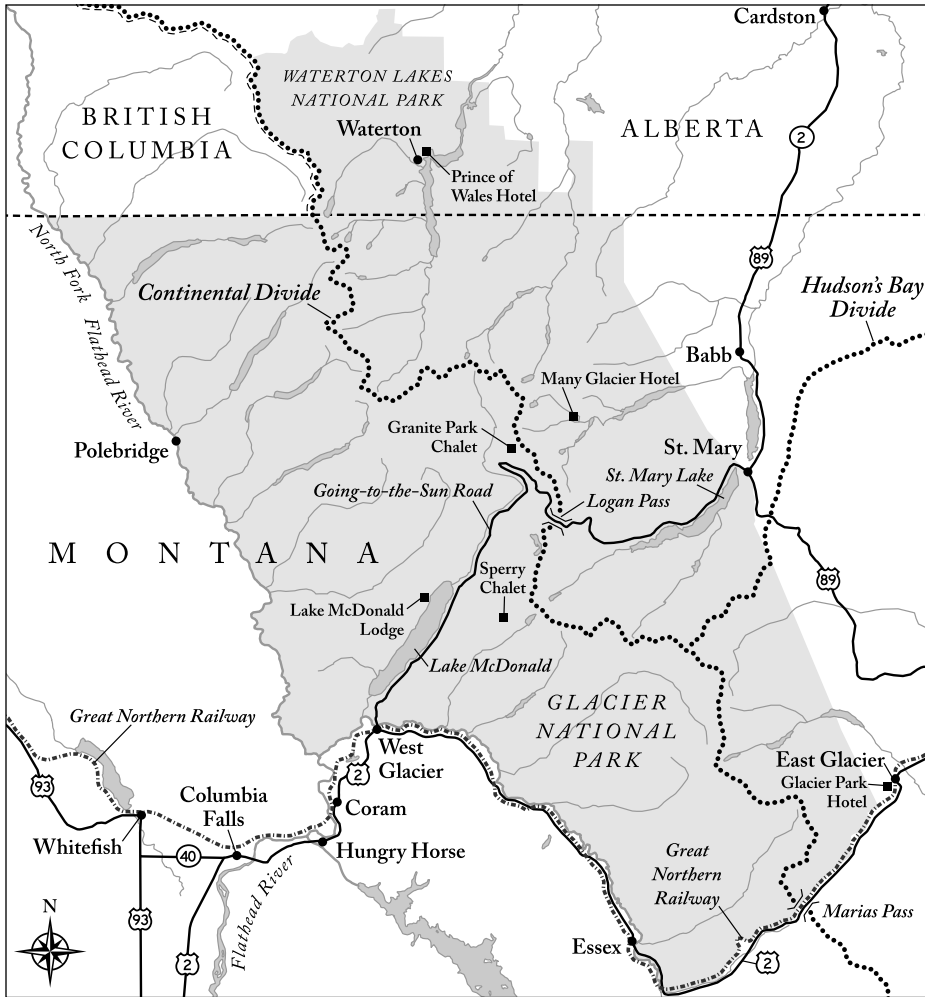 Cardston
WATERTON LAKES
NATIONAL PARK
BRITISH
COLUMBIA
Waterton
ALBERTA
2
Prince of
Wales Hotel
North Fork Flathead River
89
Continental Divide
Hudson's Bay
Divide
Babb
Many Glacier Hotel
Granite Park
Chalet
Polebridge
St. Mary
St. Mary Lake
Going-to-the-Sun Road
Logan Pass
MONTANA
Sperry
Chalet
89
Lake McDonald
Lodge
Lake McDonald
GLACIER
NATIONAL
PARK
Great Northern Railway
West
Glacier
East Glacier
Glacier Park
Hotel
2
93
Columbia
Falls
Coram
Whitefish
40
Hungry Horse
Great
Northern
Railway
Flathead River
N
93
2
Marias Pass
Essex
2